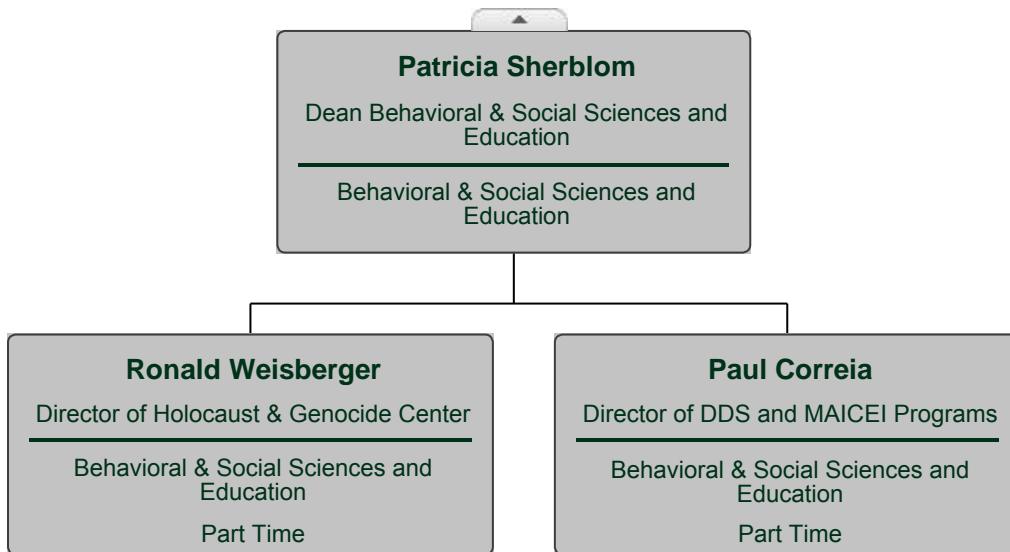 Patricia Sherblom
Dean Behavioral & Social Sciences and
Education
Behavioral & Social Sciences and
Education
Ronald Weisberger
Director of Holocaust & Genocide Center
Behavioral & Social Sciences and
Education
Part Time
Paul Correia
Director of DDS and MAICEI Programs
Behavioral & Social Sciences and
Education
Part Time